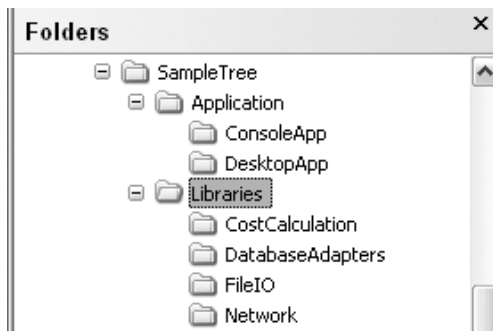 Folders
SampleTree
Application
ConsoleApp
DesktopApp
Libraries
CostCalculation
DatabaseAdapters
FileIO
Network